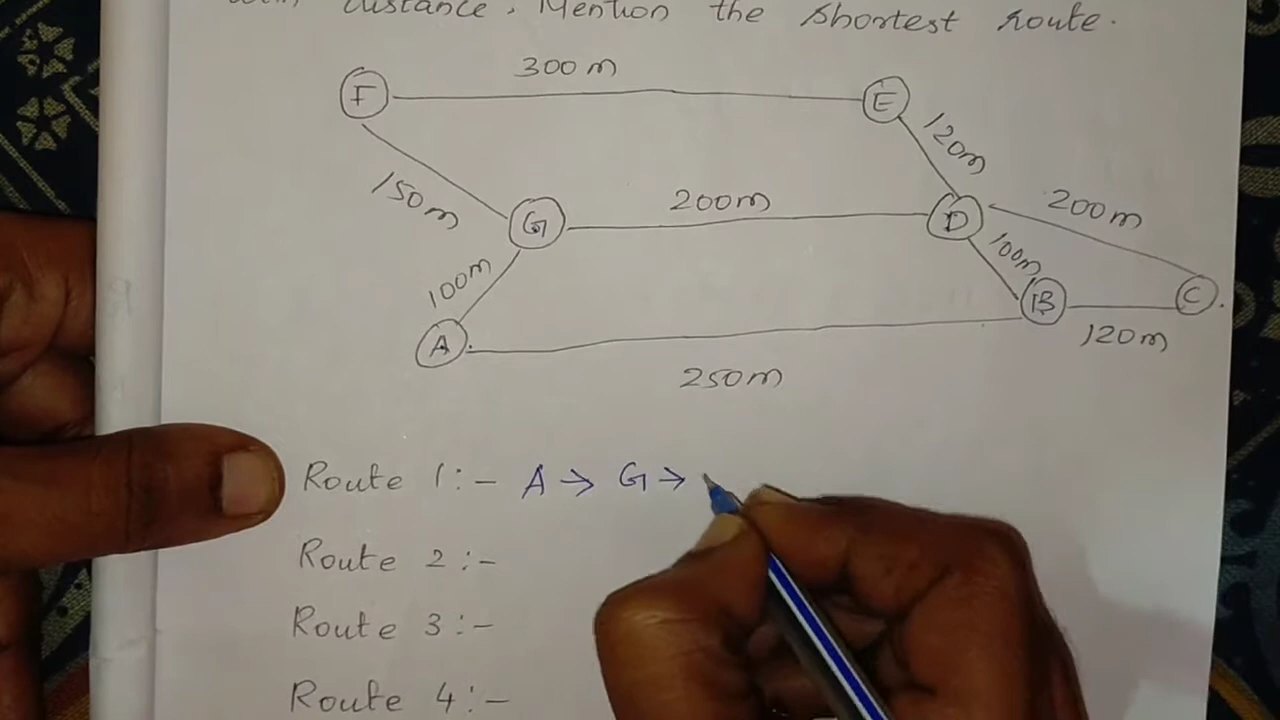 distance. Mention the shortest route.
300m
F
E
120m
150m
200m
200m
G
D
100m
100m
B
C.
A
120m
250m
Route 1:- A → G →
Route 2:-
Route 3:-
Route 4:-